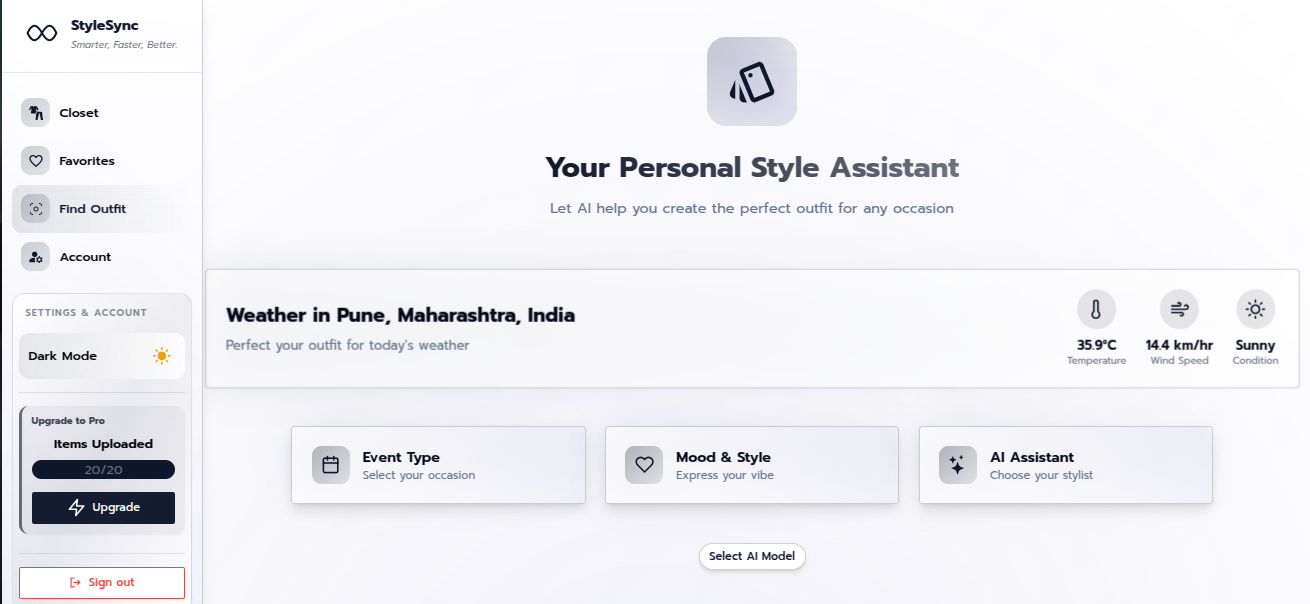 StyleSync
Smarter, Faster, Better.
Closet
Favorites
Find Outfit
Account
SETTINGS & ACCOUNT
Dark Mode
Upgrade to Pro
Items Uploaded
20/20
Upgrade
Sign out
Your Personal Style Assistant
Let AI help you create the perfect outfit for any occasion
Weather in Pune, Maharashtra, India
Perfect your outfit for today's weather
35.9°C
Temperature
14.4 km/hr
Wind Speed
Sunny
Condition
Event Type
Select your occasion
Mood & Style
Express your vibe
AI Assistant
Choose your stylist
Select AI Model